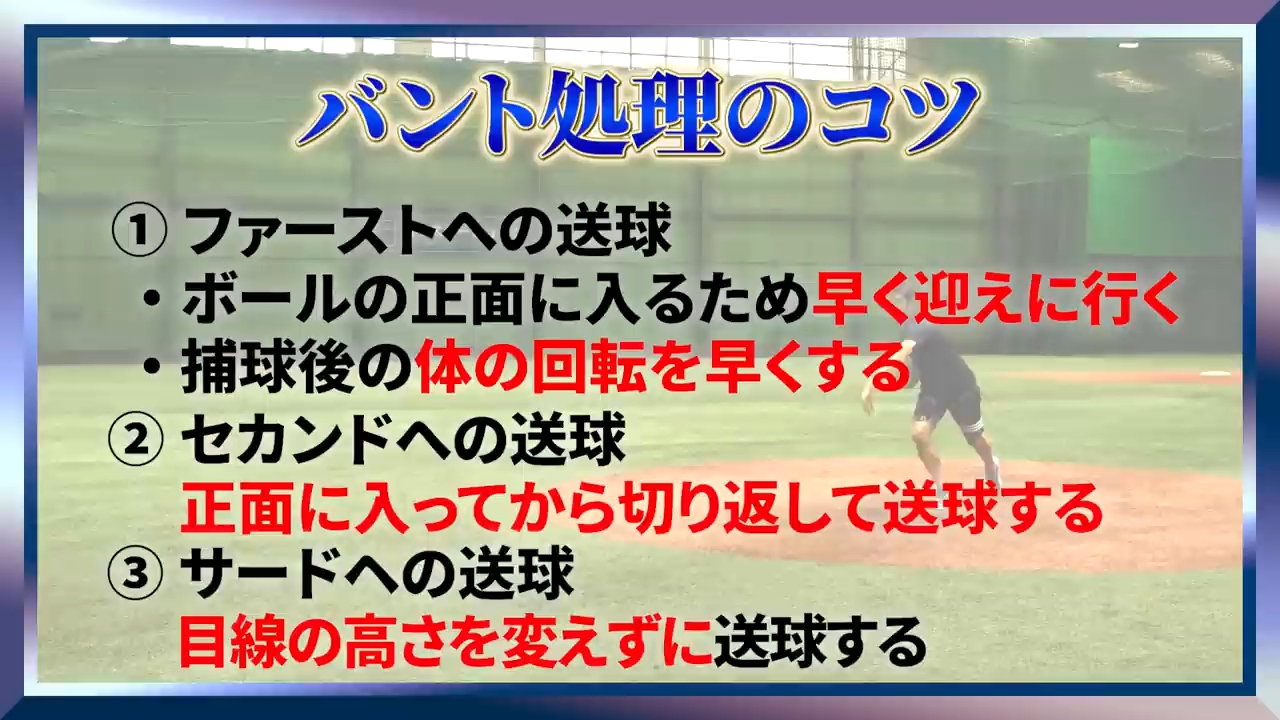 バント処理のコツ
① ファーストへの送球
・ボールの正面に入るため早く迎えに行く
・捕球後の体の回転を早くする
② セカンドへの送球
正面に入ってから切り返して送球する
③ サードへの送球
目線の高さを変えずに送球する